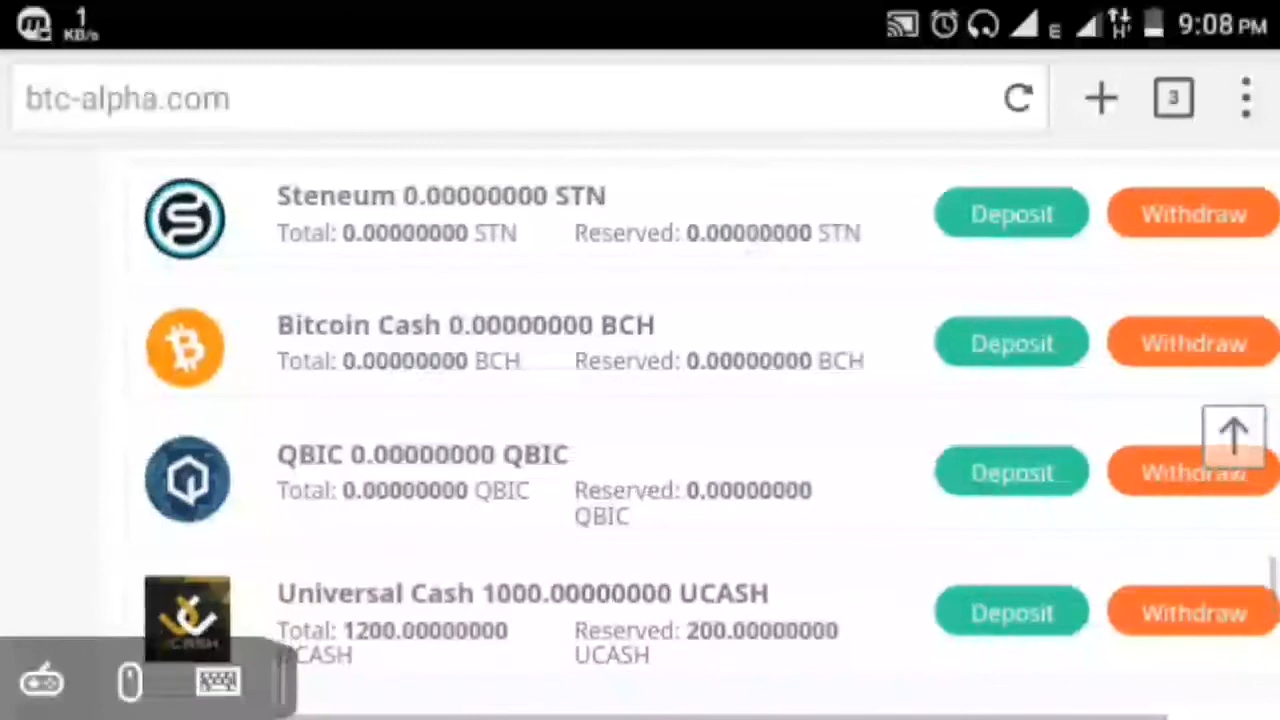 1
KB/s
E
H
9:08 PM
btc-alpha.com
3
Steneum 0.00000000 STN
Total: 0.00000000 STN Reserved: 0.00000000 STN
Deposit Withdraw
Bitcoin Cash 0.00000000 BCH
Total: 0.00000000 BCH Reserved: 0.00000000 BCH
Deposit Withdraw
QBIC 0.00000000 QBIC
Total: 0.00000000 QBIC Reserved: 0.00000000
QBIC
Deposit Withdraw
Universal Cash 1000.00000000 UCASH
Total: 1200.00000000 Reserved: 200.00000000
UCASH UCASH
Deposit Withdraw
UCASH